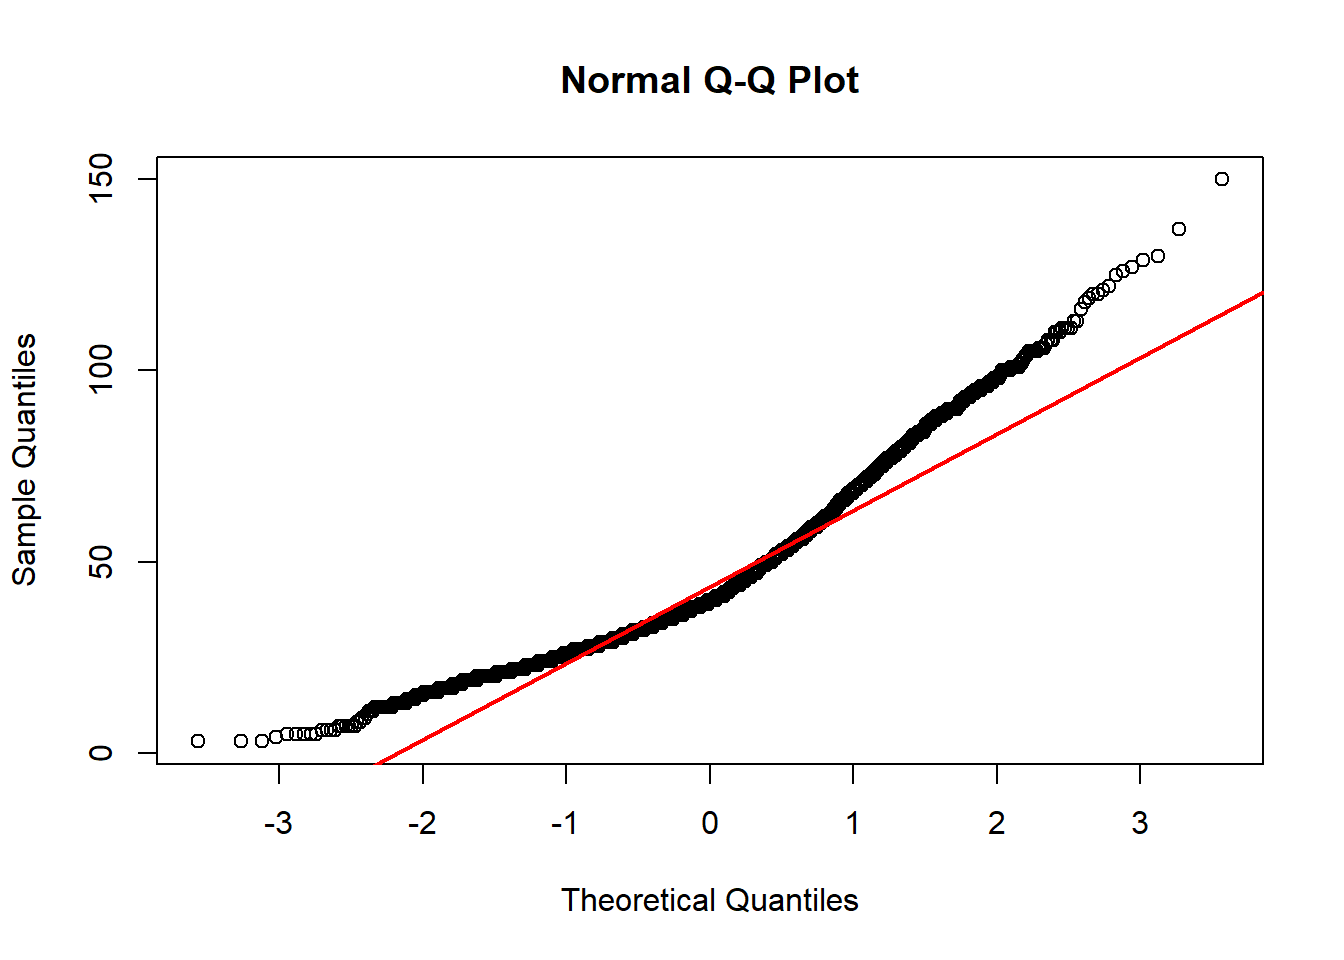 Normal Q-Q Plot
150
100
50
0
Sample Quantiles
-3 -2 -1 0 1 2 3
Theoretical Quantiles